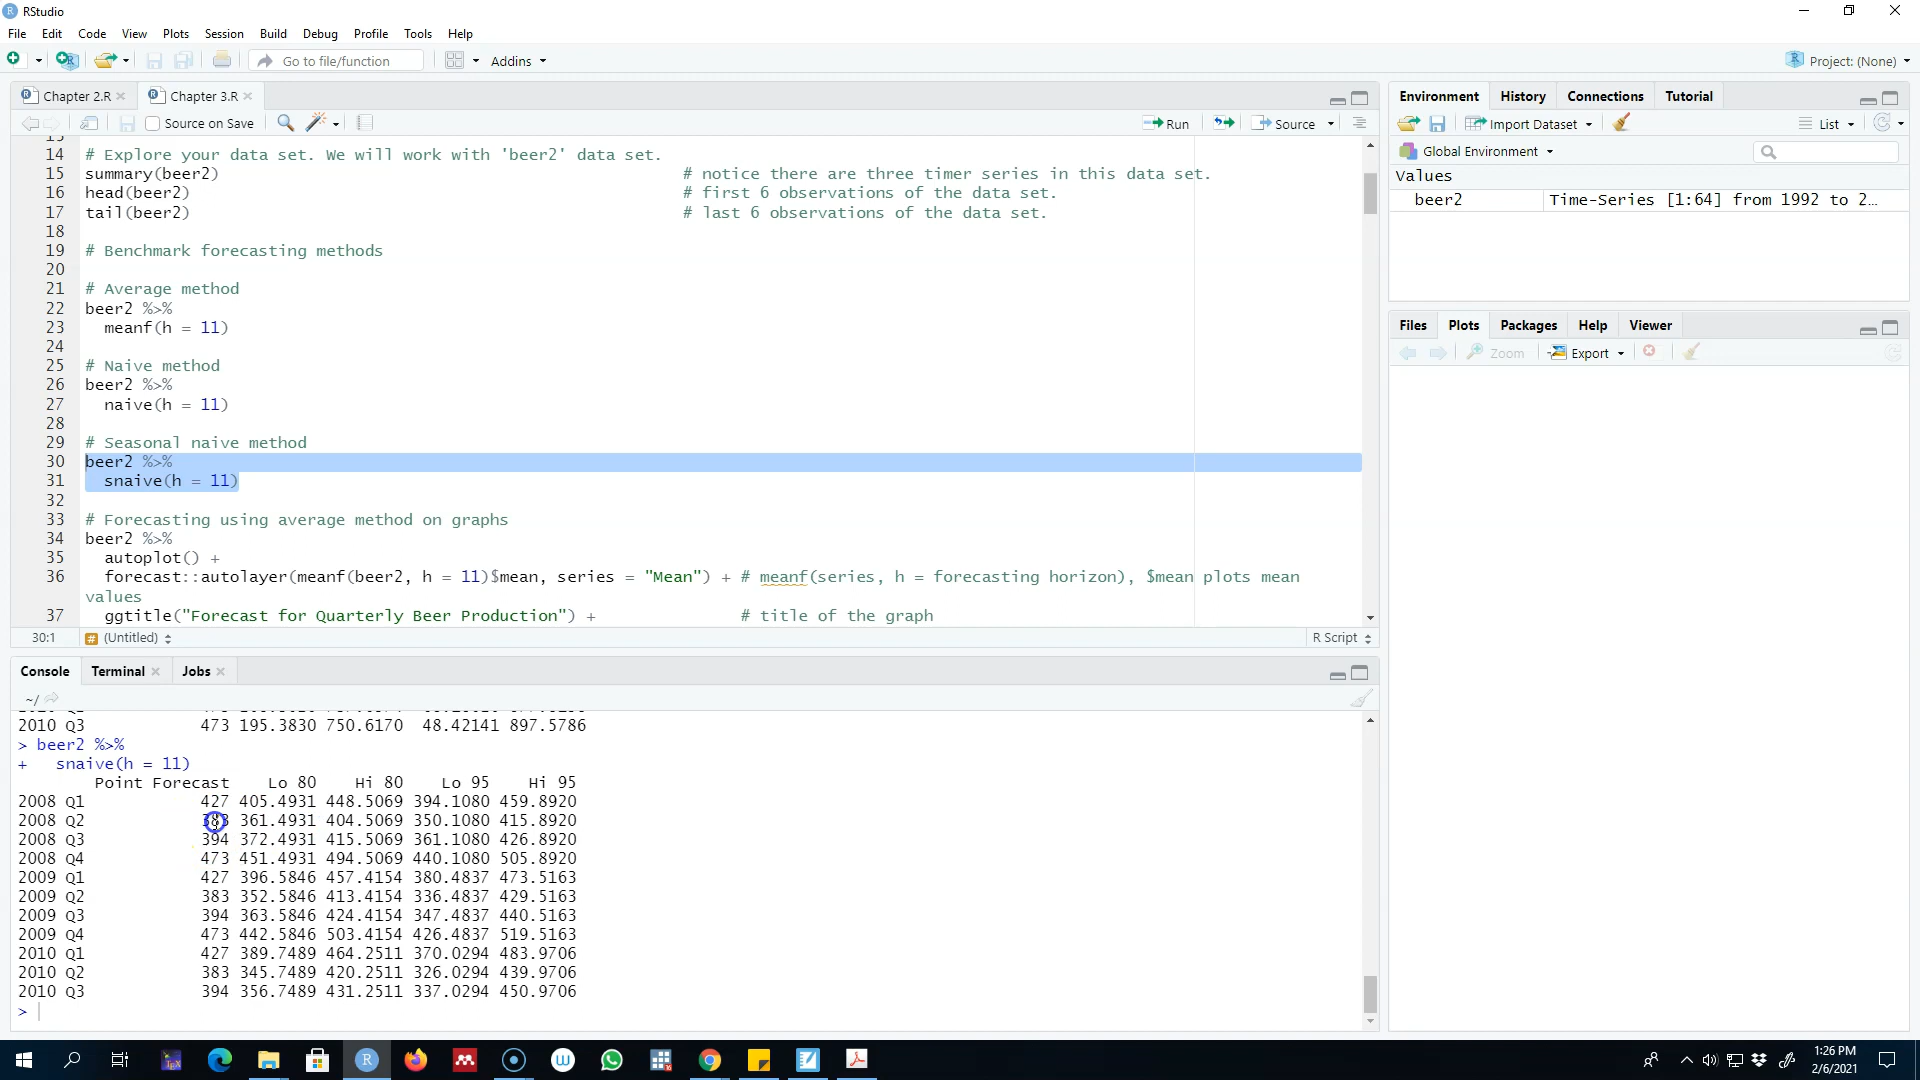 RStudio
File Edit Code View Plots Session Build Debug Profile Tools Help
Go to file/function Addins Project: (None)
Chapter 2.R Chapter 3.R
Source on Save Run Source
14 # Explore your data set. We will work with 'beer2' data set.
15 summary(beer2) # notice there are three timer series in this data set.
16 head(beer2) # first 6 observations of the data set.
17 tail(beer2) # last 6 observations of the data set.
18
19 # Benchmark forecasting methods
20
21 # Average method
22 beer2 %>%
23 meanf(h = 11)
24
25 # Naive method
26 beer2 %>%
27 naive(h = 11)
28
29 # Seasonal naive method
30 beer2 %>%
31 snaive(h = 11)
32
33 # Forecasting using average method on graphs
34 beer2 %>%
35 autoplot() +
36 forecast::autolayer(meanf(beer2, h = 11)$mean, series = "Mean") + # meanf(series, h = forecasting horizon), $mean plots mean
values
37 ggtitle("Forecast for Quarterly Beer Production") + # title of the graph
30:1 (Untitled) R Script
Console Terminal Jobs
~/
2010 Q3 473 195.3830 750.6170 48.42141 897.5786
> beer2 %>%
+ snaive(h = 11)
Point Forecast Lo 80 Hi 80 Lo 95 Hi 95
2008 Q1 427 405.4931 448.5069 394.1080 459.8920
2008 Q2 383 361.4931 404.5069 350.1080 415.8920
2008 Q3 394 372.4931 415.5069 361.1080 426.8920
2008 Q4 473 451.4931 494.5069 440.1080 505.8920
2009 Q1 427 396.5846 457.4154 380.4837 473.5163
2009 Q2 383 352.5846 413.4154 336.4837 429.5163
2009 Q3 394 363.5846 424.4154 347.4837 440.5163
2009 Q4 473 442.5846 503.4154 426.4837 519.5163
2010 Q1 427 389.7489 464.2511 370.0294 483.9706
2010 Q2 383 345.7489 420.2511 326.0294 439.9706
2010 Q3 394 356.7489 431.2511 337.0294 450.9706
>
Environment History Connections Tutorial
Import Dataset List
Global Environment
Values
beer2 Time-Series [1:64] from 1992 to 2…
Files Plots Packages Help Viewer
Zoom Export
1:26 PM
2/6/2021